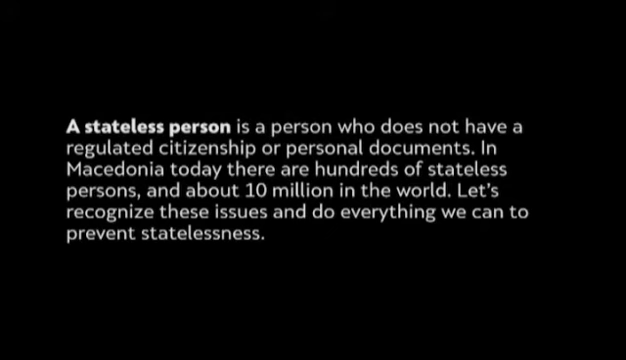 A stateless person is a person who does not have a
regulated citizenship or personal documents. In
Macedonia today there are hundreds of stateless
persons, and about 10 million in the world. Let's
recognize these issues and do everything we can to
prevent statelessness.